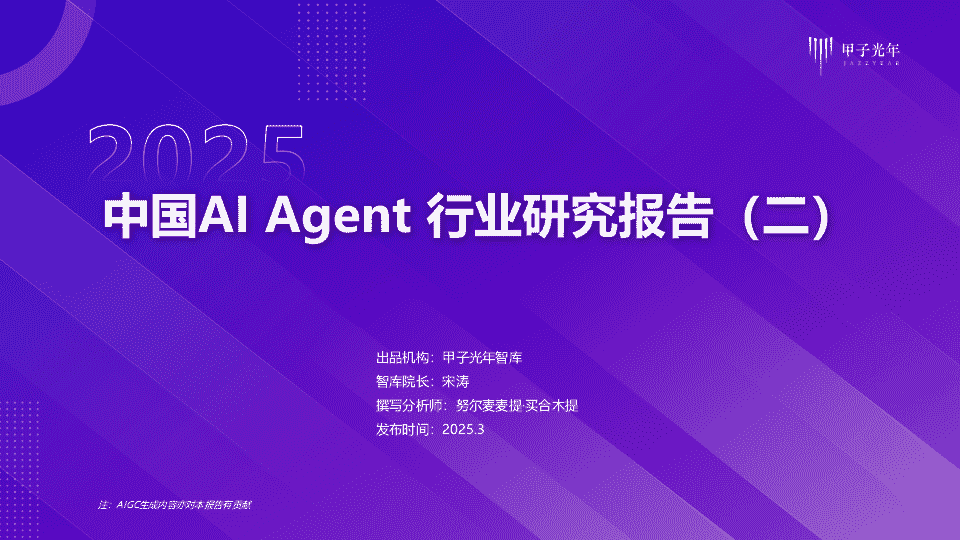 甲子光年
JAZZYEAR
2025
中国AI Agent 行业研究报告（二）
出品机构：甲子光年智库
智库院长：宋涛
撰写分析师：努尔麦麦提·买合木提
发布时间：2025.3
注：AIGC生成内容亦对本报告有贡献